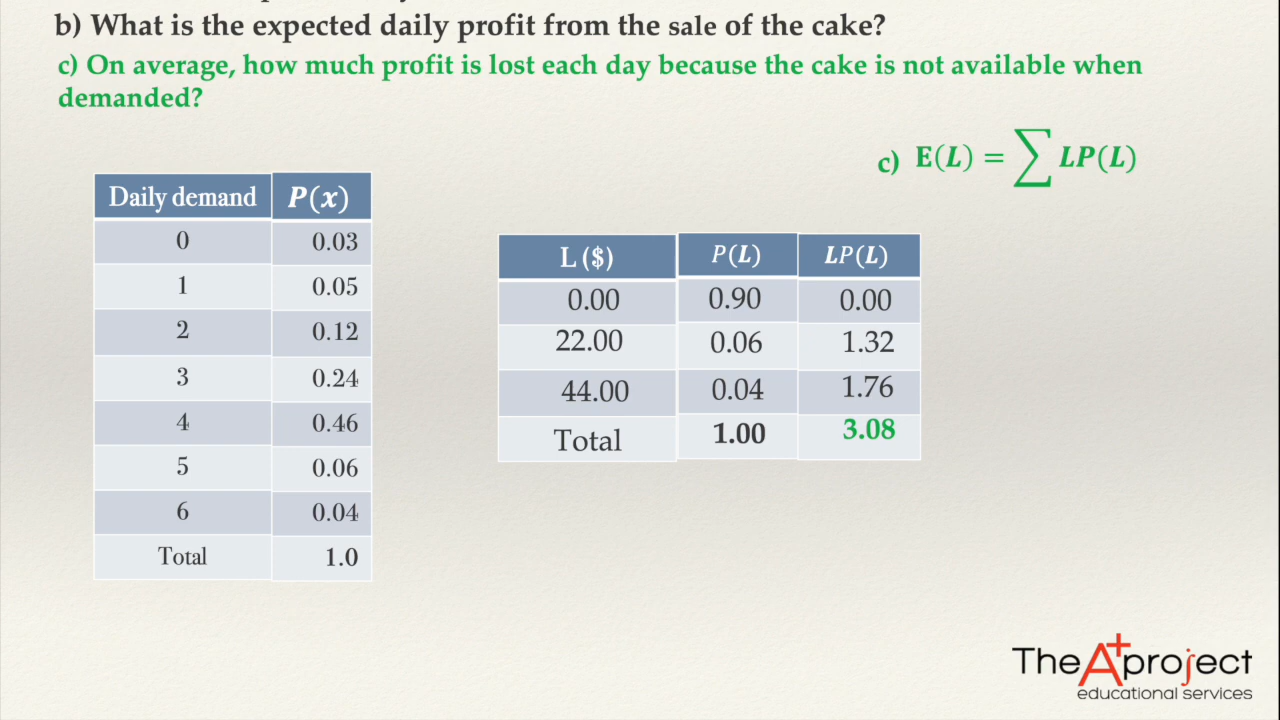 b) What is the expected daily profit from the sale of the cake?
c) On average, how much profit is lost each day because the cake is not available when
demanded?
c) E(L) = ∑ LP(L)
Daily demand P(x)
0 0.03
1 0.05
2 0.12
3 0.24
4 0.46
5 0.06
6 0.04
Total 1.0
L ($) P(L) LP(L)
0.00 0.90 0.00
22.00 0.06 1.32
44.00 0.04 1.76
Total 1.00 3.08
The A+ project
educational services